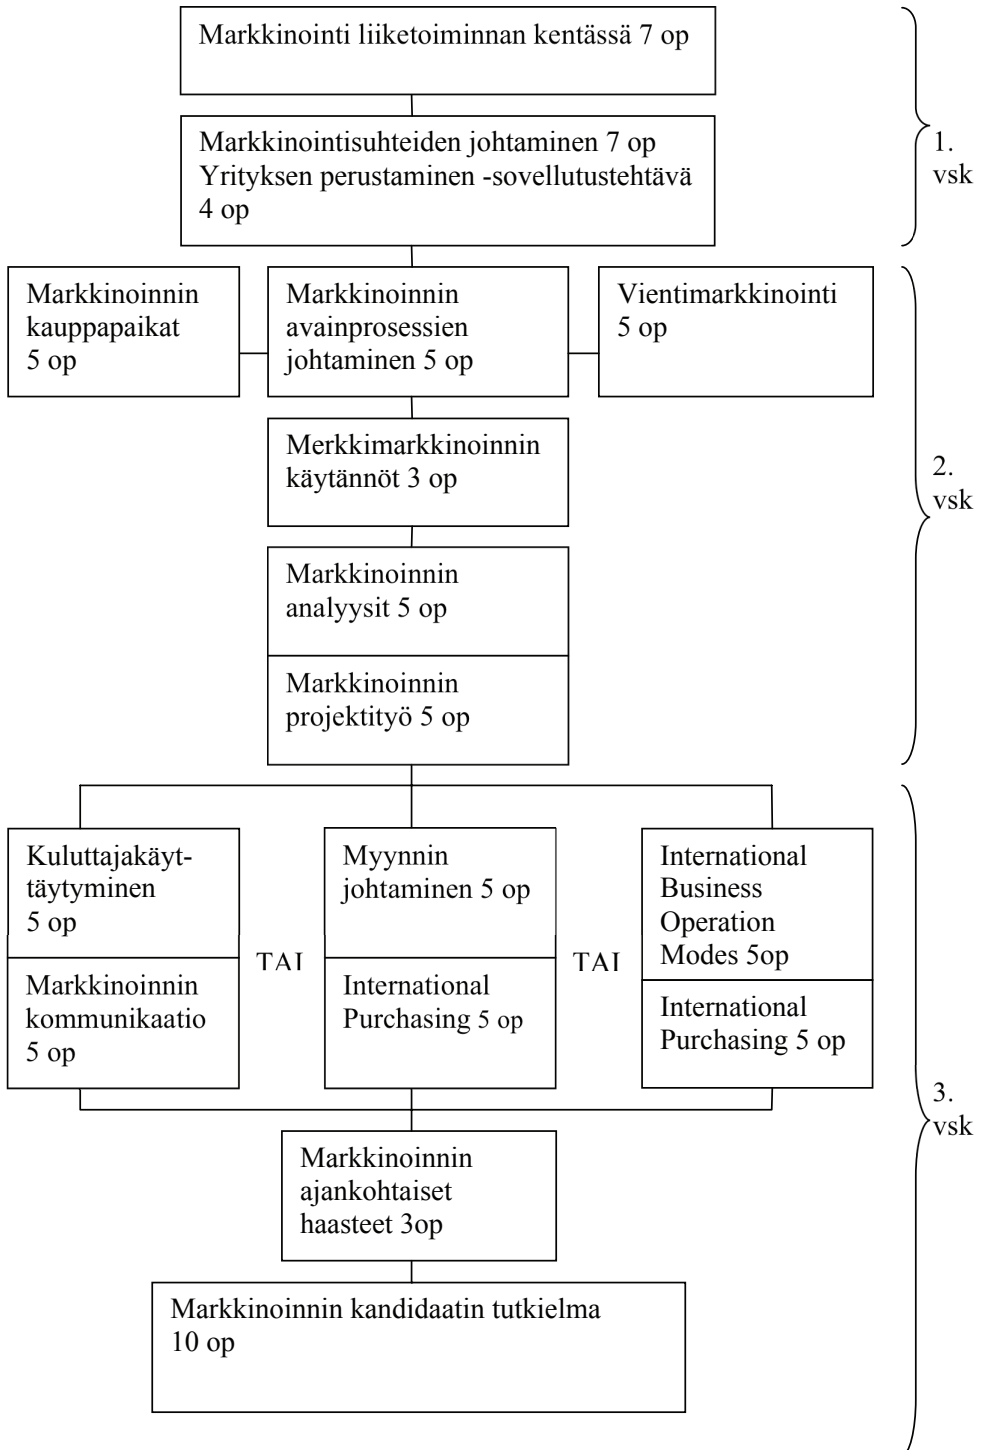 Markkinointi liiketoiminnan kentässä 7 op
Markkinointisuhteiden johtaminen 7 op
Yrityksen perustaminen -sovellutustehtävä
4 op
1.
vsk
Markkinoinnin
kauppapaikat
5 op
Markkinoinnin
avainprosessien
johtaminen 5 op
Vientimarkkinointi
5 op
Merkkimarkkinoinnin
käytännöt 3 op
2.
vsk
Markkinoinnin
analyysit 5 op
Markkinoinnin
projektityö 5 op
Kuluttajakäyt-
täytyminen
5 op
Markkinoinnin
kommunikaatio
5 op
TAI
Myynnin
johtaminen 5 op
International
Purchasing 5 op
TAI
International
Business
Operation
Modes 5op
International
Purchasing 5 op
3.
vsk
Markkinoinnin
ajankohtaiset
haasteet 3op
Markkinoinnin kandidaatin tutkielma
10 op